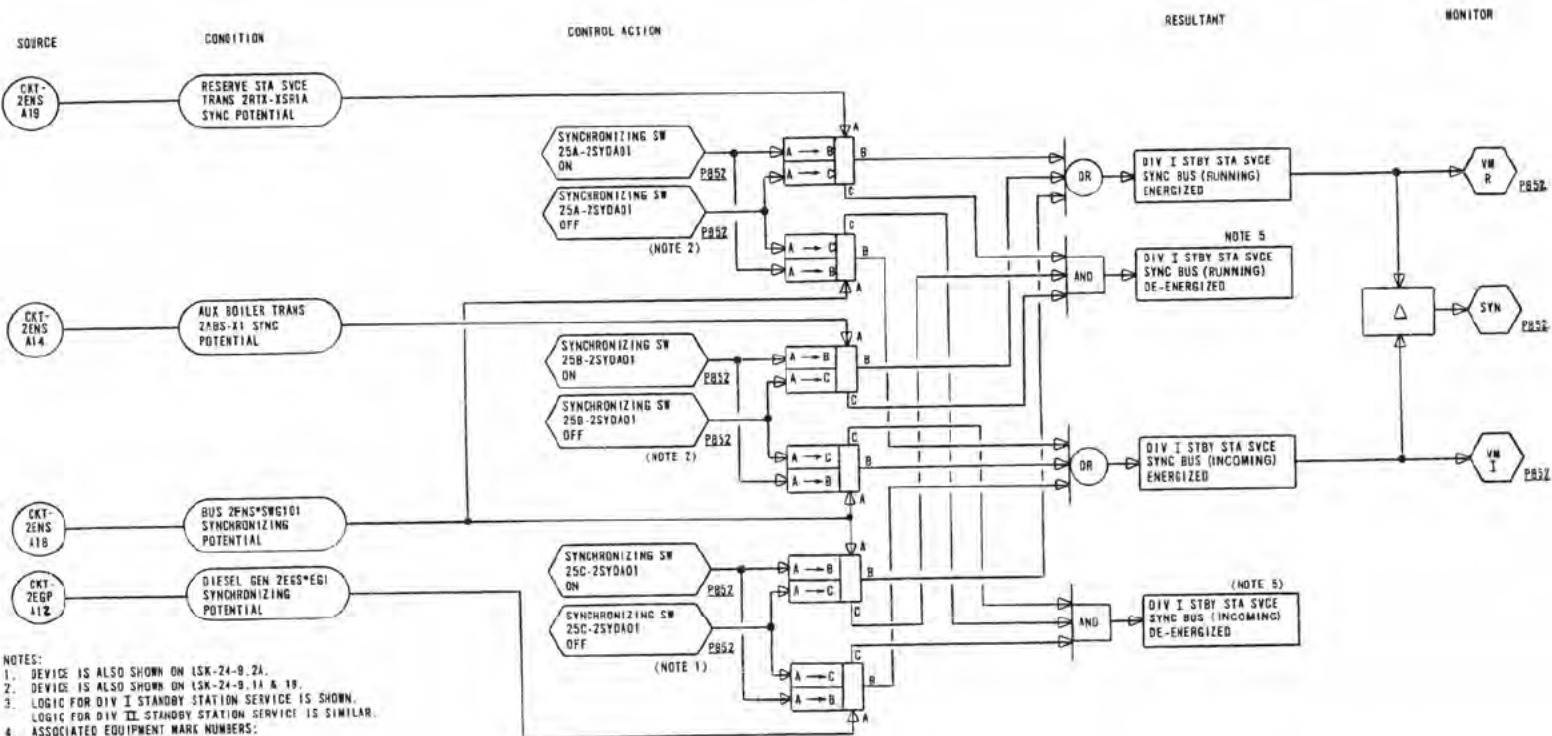 SOURCE
CONDITION
CONTROL ACTION
RESULTANT
MONITOR
CKT-
2ENS
A19
RESERVE STA SVCE
TRANS 2RTX-XSR1A
SYNC POTENTIAL
SYNCHRONIZING SW
25A-2SYDA01
ON
P852
SYNCHRONIZING SW
25A-2SYDA01
OFF
P852
(NOTE 2)
A → B
A → C
A
B
C
A → C
A → B
C
B
A
OR
DIV I STBY STA SVCE
SYNC BUS (RUNNING)
ENERGIZED
VM
R
P852
NOTE 5
AND
DIV I STBY STA SVCE
SYNC BUS (RUNNING)
DE-ENERGIZED
Δ
SYN
P852
CKT-
2ENS
A14
AUX BOILER TRANS
2ABS-X1 SYNC
POTENTIAL
SYNCHRONIZING SW
25B-2SYDA01
ON
P852
SYNCHRONIZING SW
25B-2SYDA01
OFF
P852
(NOTE 2)
A → B
A → C
A
B
C
A → C
A → B
C
B
A
OR
DIV I STBY STA SVCE
SYNC BUS (INCOMING)
ENERGIZED
VM
I
P852
CKT-
2ENS
A18
BUS 2ENS*SWG101
SYNCHRONIZING
POTENTIAL
CKT-
2EGP
A12
DIESEL GEN 2EGS*EG1
SYNCHRONIZING
POTENTIAL
SYNCHRONIZING SW
25C-2SYDA01
ON
P852
SYNCHRONIZING SW
25C-2SYDA01
OFF
P852
(NOTE 1)
A → B
A → C
A
B
C
A → C
A → B
C
B
A
AND
(NOTE 5)
DIV I STBY STA SVCE
SYNC BUS (INCOMING)
DE-ENERGIZED
NOTES:
1. DEVICE IS ALSO SHOWN ON LSK-24-9.2A.
2. DEVICE IS ALSO SHOWN ON LSK-24-9.1A & 1B.
3. LOGIC FOR DIV I STANDBY STATION SERVICE IS SHOWN.
LOGIC FOR DIV II STANDBY STATION SERVICE IS SIMILAR.
4. ASSOCIATED EQUIPMENT MARK NUMBERS: